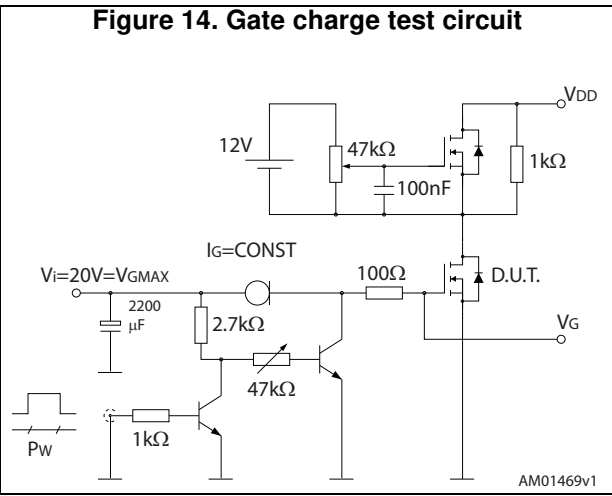 Figure 14. Gate charge test circuit
VDD
12V
47kΩ
1kΩ
100nF
IG=CONST
Vi=20V=VGMAX
100Ω
D.U.T.
2200
μF
2.7kΩ
VG
47kΩ
1kΩ
PW
AM01469v1